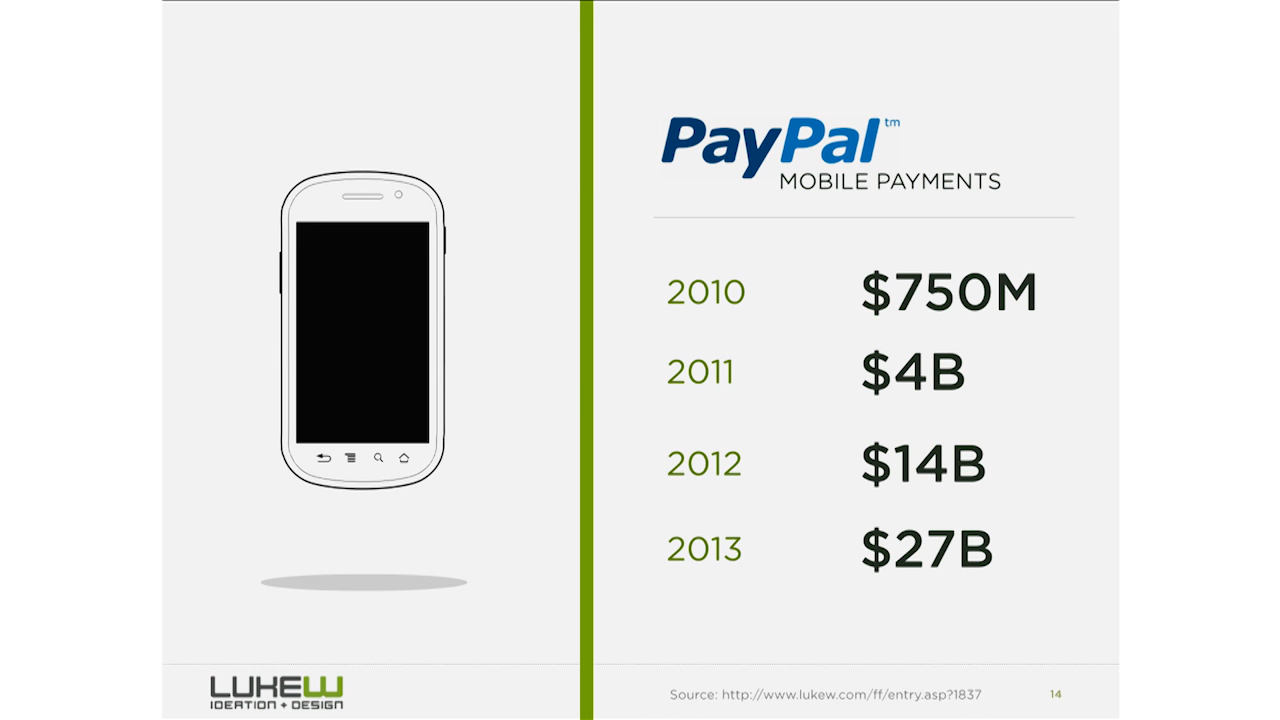 PayPal™
MOBILE PAYMENTS
2010 $750M
2011 $4B
2012 $14B
2013 $27B
LUKEW
IDEATION + DESIGN
Source: http://www.lukew.com/ff/entry.asp?1837
14